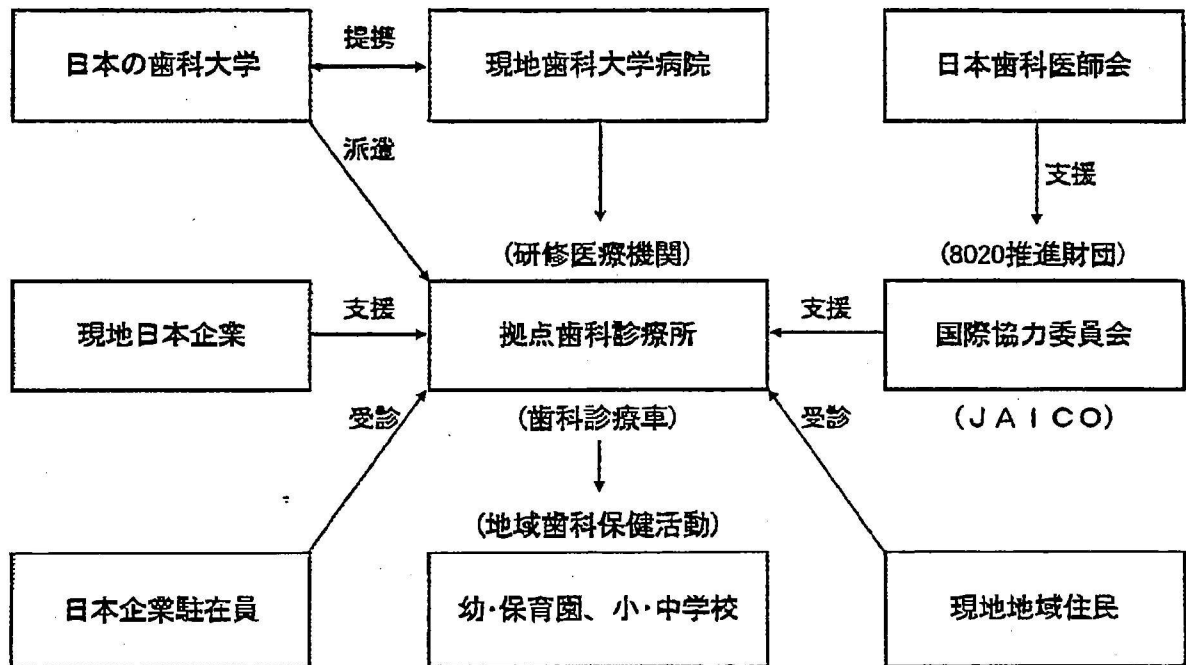 提携
日本の歯科大学
現地歯科大学病院
日本歯科医師会
派遣
支援
(研修医療機関)
(8020推進財団)
現地日本企業
支援
拠点歯科診療所
支援
国際協力委員会
受診
(歯科診療車)
受診
(JAICO)
(地域歯科保健活動)
日本企業駐在員
幼・保育園、小・中学校
現地地域住民